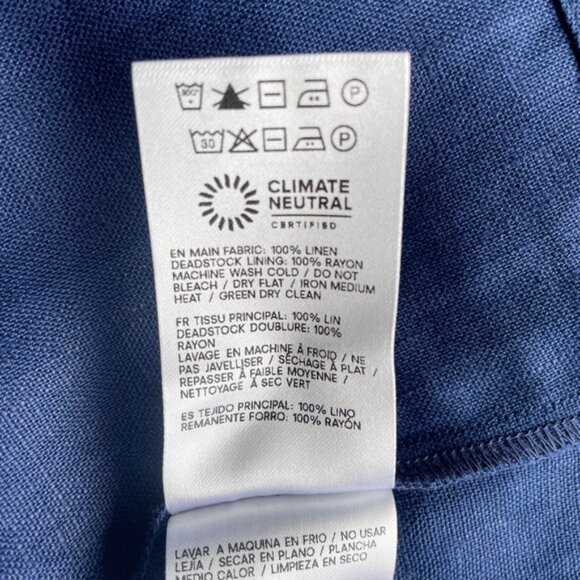 P
30 P
CLIMATE
NEUTRAL
CERTIFIED
EN MAIN FABRIC: 100% LINEN
DEADSTOCK LINING: 100% RAYON
MACHINE WASH COLD / DO NOT
BLEACH / DRY FLAT / IRON MEDIUM
HEAT / GREEN DRY CLEAN
FR TISSU PRINCIPAL: 100% LIN
DEADSTOCK DOUBLURE: 100%
RAYON
LAVAGE EN MACHINE À FROID / NE
PAS JAVELLISER / SÉCHAGE À PLAT /
REPASSER À FAIBLE MOYENNE /
NETTOYAGE À SEC VERT
ES TEJIDO PRINCIPAL: 100% LINO
REMANENTE FORRO: 100% RAYÓN
LAVAR A MAQUINA EN FRIO / NO USAR
LEJÍA / SECAR EN PLANO / PLANCHA
MEDIO CALOR / LIMPIEZA EN SECO